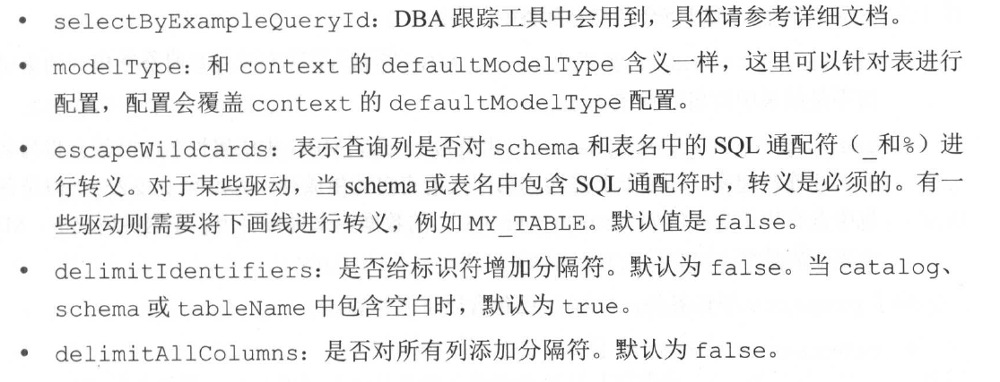 • selectByExampleQueryId：DBA 跟踪工具中会用到，具体请参考详细文档。
• modelType：和 context 的 defaultModelType 含义一样，这里可以针对表进行
配置，配置会覆盖 context 的 defaultModelType 配置。
• escapeWildcards：表示查询列是否对 schema 和表名中的 SQL 通配符（_和%）进
行转义。对于某些驱动，当 schema 或表名中包含 SQL 通配符时，转义是必须的。有一
些驱动则需要将下画线进行转义，例如 MY_TABLE。默认值是 false。
• delimitIdentifiers：是否给标识符增加分隔符。默认为 false。当 catalog、
schema 或 tableName 中包含空白时，默认为 true。
• delimitAllColumns：是否对所有列添加分隔符。默认为 false。